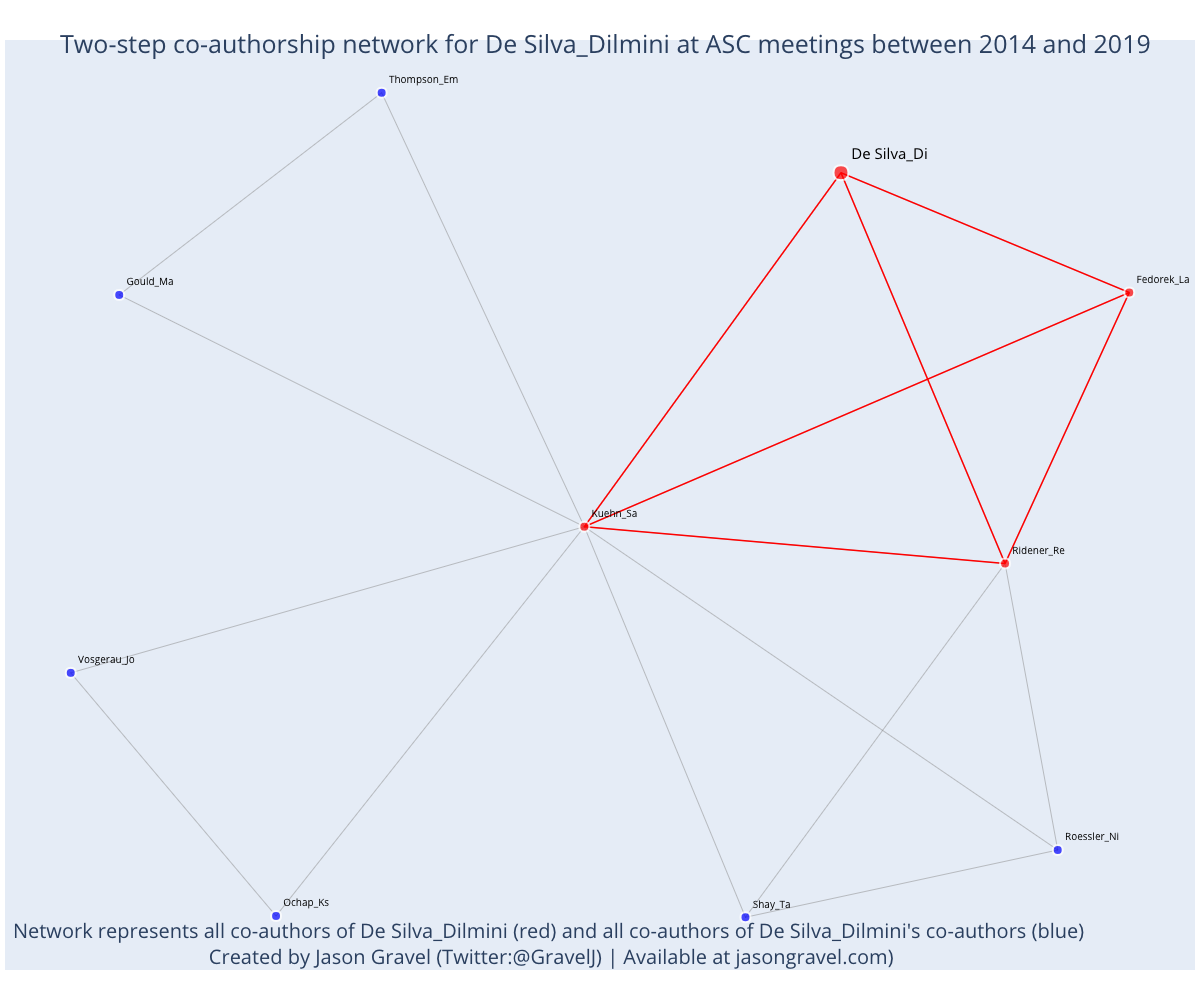 Two-step co-authorship network for De Silva_Dilmini at ASC meetings between 2014 and 2019
Thompson_Em
De Silva_Di
Gould_Ma
Fedorek_La
Kuehn_Sa
Ridener_Re
Vosgerau_Jo
Roessler_Ni
Ochap_Ks
Shay_Ta
Network represents all co-authors of De Silva_Dilmini (red) and all co-authors of De Silva_Dilmini's co-authors (blue)
Created by Jason Gravel (Twitter:@GravelJ) | Available at jasongravel.com)